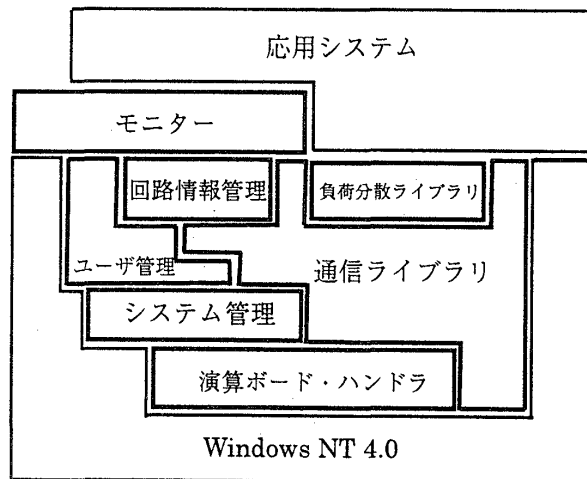 応用システム
モニター
回路情報管理
負荷分散ライブラリ
ユーザ管理
通信ライブラリ
システム管理
演算ボード・ハンドラ
Windows NT 4.0